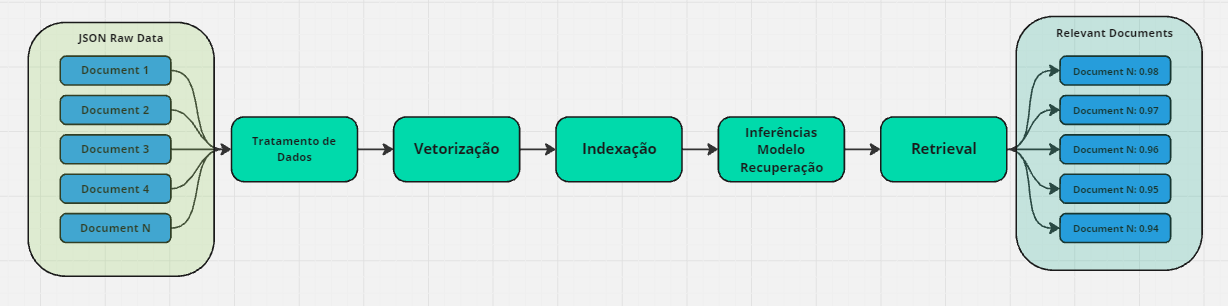 JSON Raw Data
Document 1
Document 2
Document 3
Document 4
Document N
Tratamento de
Dados
Vetorização
Indexação
Inferências
Modelo
Recuperação
Retrieval
Relevant Documents
Document N: 0.98
Document N: 0.97
Document N: 0.96
Document N: 0.95
Document N: 0.94